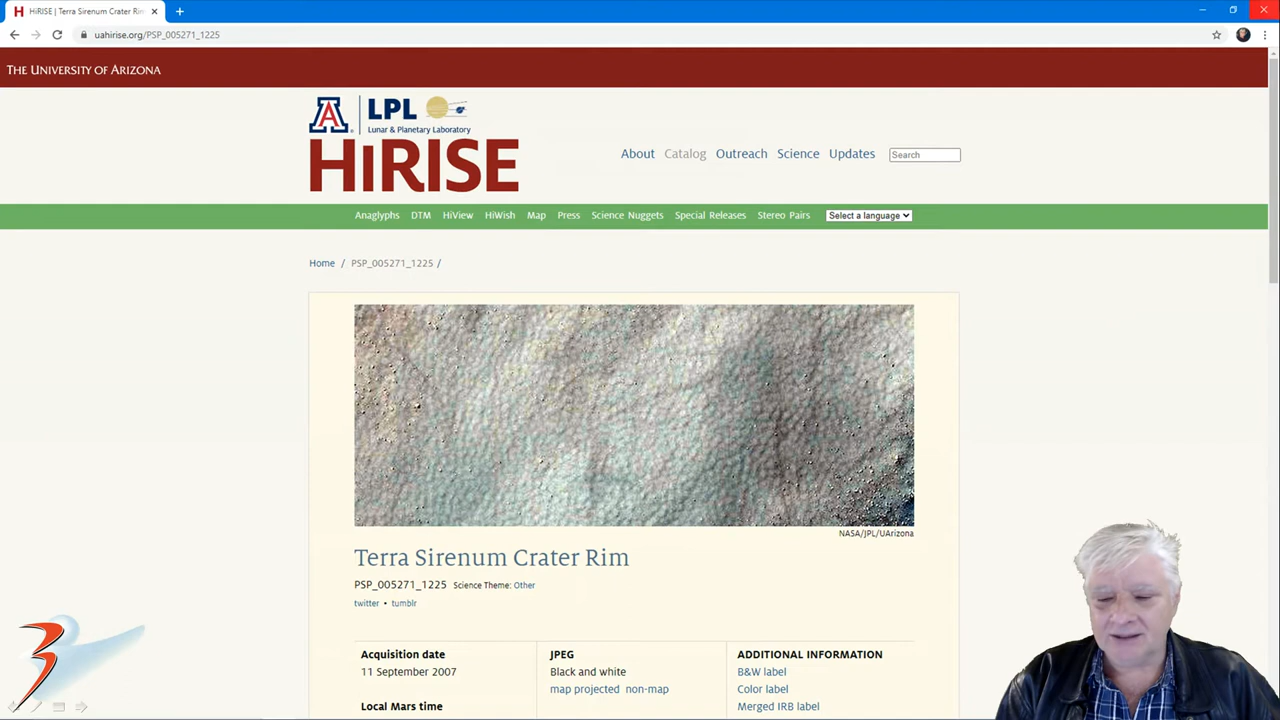 HiRISE | Terra Sirenum Crater Rim
uahirise.org/PSP_005271_1225
THE UNIVERSITY OF ARIZONA
A LPL
Lunar & Planetary Laboratory
HiRISE
About Catalog Outreach Science Updates Search
Anaglyphs DTM HiView HiWish Map Press Science Nuggets Special Releases Stereo Pairs Select a language
Home / PSP_005271_1225 /
NASA/JPL/UArizona
Terra Sirenum Crater Rim
PSP_005271_1225 Science Theme: Other
twitter • tumblr
Acquisition date
11 September 2007
Local Mars time
JPEG
Black and white
map projected non-map
ADDITIONAL INFORMATION
B&W label
Color label
Merged IRB label
3